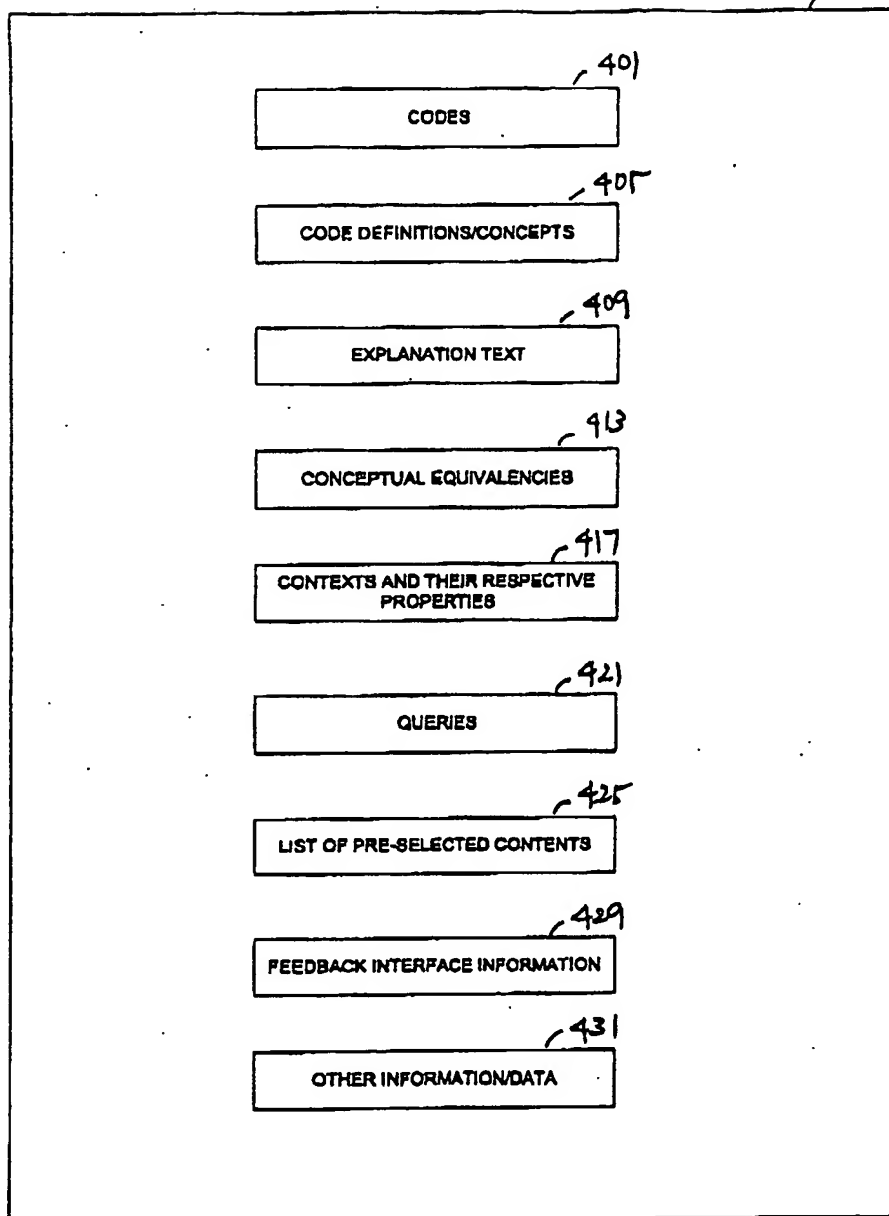 401
CODES
405
CODE DEFINITIONS/CONCEPTS
409
EXPLANATION TEXT
413
CONCEPTUAL EQUIVALENCIES
417
CONTEXTS AND THEIR RESPECTIVE
PROPERTIES
421
QUERIES
425
LIST OF PRE-SELECTED CONTENTS
429
FEEDBACK INTERFACE INFORMATION
431
OTHER INFORMATION/DATA